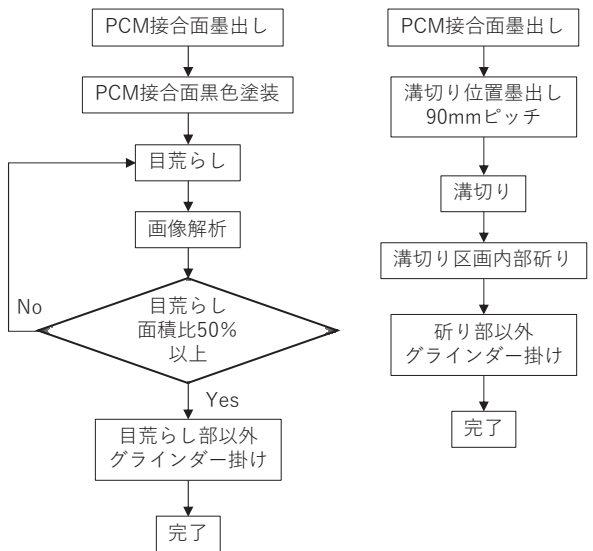 PCM接合面墨出し
PCM接合面黒色塗装
目荒らし
画像解析
目荒らし
面積比50%
以上
No
Yes
目荒らし部以外
グラインダー掛け
完了
PCM接合面墨出し
溝切り位置墨出し
90mmピッチ
溝切り
溝切り区画内部斫り
斫り部以外
グラインダー掛け
完了